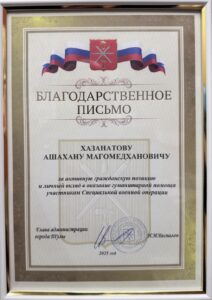 БЛАГОДАРСТВЕННОЕ
ПИСЬМО
ХАЗАНАТОВУ
АШАХАНУ МАГОМЕДХАНОВИЧУ
за активную гражданскую позицию
и личный вклад в оказание гуманитарной помощи
участникам Специальной военной операции
Глава администрации
города Тулы
И.И.Беспалов
2023 год